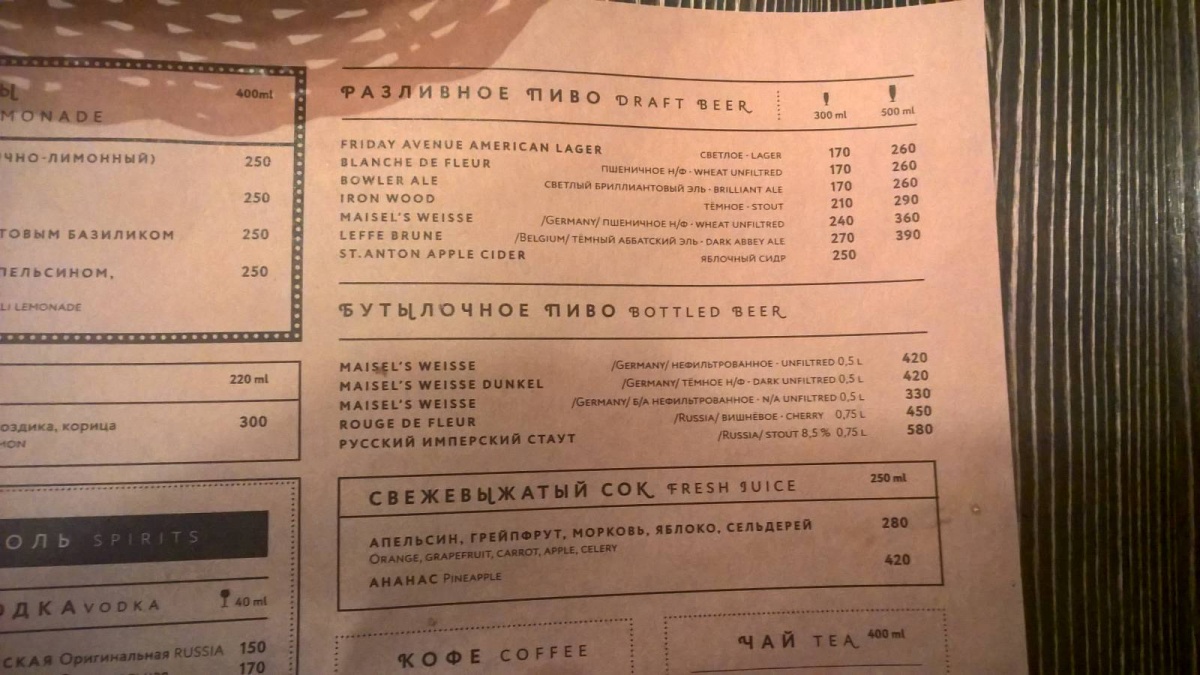 400ml
MONADE
ЧНО-ЛИМОННЫЙ) 250
250
ТОВЫМ БАЗИЛИКОМ 250
ПЕЛЬСИНОМ, 250
LI LEMONADE
220 ml
оздика, корица 300
MON
ОЛЬ SPIRITS
ДКА VODKA 40 ml
СКАЯ Оригинальная RUSSIA 150
170
РАЗЛИВНОЕ ПИВО DRAFT BEER 300 ml 500 ml
FRIDAY AVENUE AMERICAN LAGER СВЕТЛОЕ · LAGER 170 260
BLANCHE DE FLEUR ПШЕНИЧНОЕ Н/Ф · WHEAT UNFILTRED 170 260
BOWLER ALE СВЕТЛЫЙ БРИЛЛИАНТОВЫЙ ЭЛЬ · BRILLIANT ALE 170 260
IRON WOOD ТЁМНОЕ · STOUT 210 290
MAISEL'S WEISSE /GERMANY/ ПШЕНИЧНОЕ Н/Ф · WHEAT UNFILTRED 240 360
LEFFE BRUNE /BELGIUM/ ТЁМНЫЙ АББАТСКИЙ ЭЛЬ · DARK ABBEY ALE 270 390
ST.ANTON APPLE CIDER ЯБЛОЧНЫЙ СИДР 250
БУТЫЛОЧНОЕ ПИВО BOTTLED BEER
MAISEL'S WEISSE /GERMANY/ НЕФИЛЬТРОВАННОЕ · UNFILTRED 0,5 L 420
MAISEL'S WEISSE DUNKEL /GERMANY/ ТЁМНОЕ Н/Ф · DARK UNFILTRED 0,5 L 420
MAISEL'S WEISSE /GERMANY/ Б/А НЕФИЛЬТРОВАННОЕ · N/A UNFILTRED 0,5 L 330
ROUGE DE FLEUR /RUSSIA/ ВИШНЁВОЕ · CHERRY 0,75 L 450
РУССКИЙ ИМПЕРСКИЙ СТАУТ /RUSSIA/ STOUT 8,5 % 0,75 L 580
СВЕЖЕВЫЖАТЫЙ СОК FRESH JUICE 250 ml
АПЕЛЬСИН, ГРЕЙПФРУТ, МОРКОВЬ, ЯБЛОКО, СЕЛЬДЕРЕЙ 280
ORANGE, GRAPEFRUIT, CARROT, APPLE, CELERY
АНАНАС PINEAPPLE 420
КОФЕ COFFEE
ЧАЙ TEA 400 ml